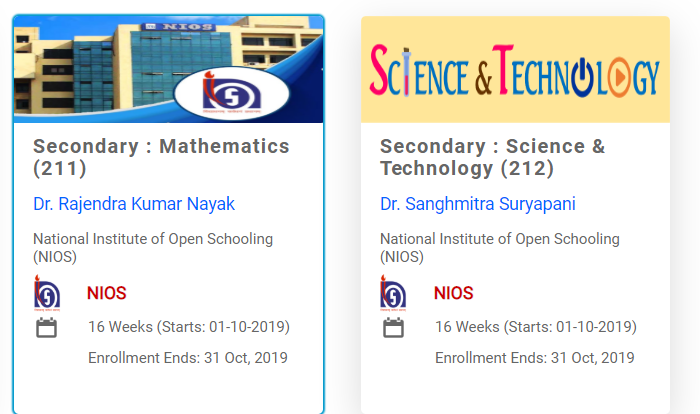 NIOS
SCIENCE & TECHNOLOGY
Secondary : Mathematics
(211)
Dr. Rajendra Kumar Nayak
National Institute of Open Schooling
(NIOS)
NIOS
16 Weeks (Starts: 01-10-2019)
Enrollment Ends: 31 Oct, 2019
Secondary : Science &
Technology (212)
Dr. Sanghmitra Suryapani
National Institute of Open Schooling
(NIOS)
NIOS
16 Weeks (Starts: 01-10-2019)
Enrollment Ends: 31 Oct, 2019